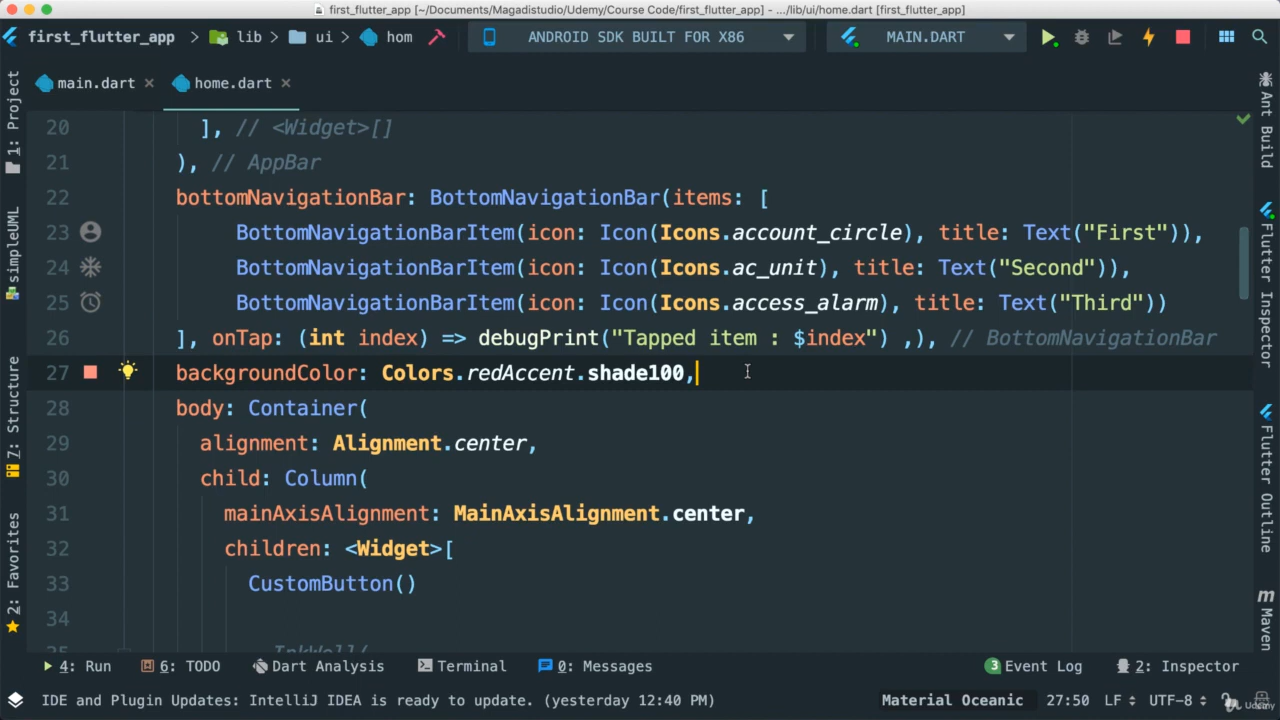 first_flutter_app [~/Documents/Magadistudio/Udemy/Course Code/first_flutter_app] - .../lib/ui/home.dart [first_flutter_app]
first_flutter_app lib ui hom ANDROID SDK BUILT FOR X86 MAIN.DART
main.dart home.dart
20 ], // <Widget>[]
21 ), // AppBar
22 bottomNavigationBar: BottomNavigationBar(items: [
23 BottomNavigationBarItem(icon: Icon(Icons.account_circle), title: Text("First")),
24 BottomNavigationBarItem(icon: Icon(Icons.ac_unit), title: Text("Second")),
25 BottomNavigationBarItem(icon: Icon(Icons.access_alarm), title: Text("Third"))
26 ], onTap: (int index) => debugPrint("Tapped item : $index") ,), // BottomNavigationBar
27 backgroundColor: Colors.redAccent.shade100,
28 body: Container(
29 alignment: Alignment.center,
30 child: Column(
31 mainAxisAlignment: MainAxisAlignment.center,
32 children: <Widget>[
33 CustomButton()
34
35 InkWell(
1: Project
simpleUML
7: Structure
2: Favorites
Ant Build
Flutter Inspector
Flutter Outline
m Maven
4: Run 6: TODO Dart Analysis Terminal 0: Messages 3 Event Log 2: Inspector
IDE and Plugin Updates: IntelliJ IDEA is ready to update. (yesterday 12:40 PM) Material Oceanic 27:50 LF UTF-8 Udemy